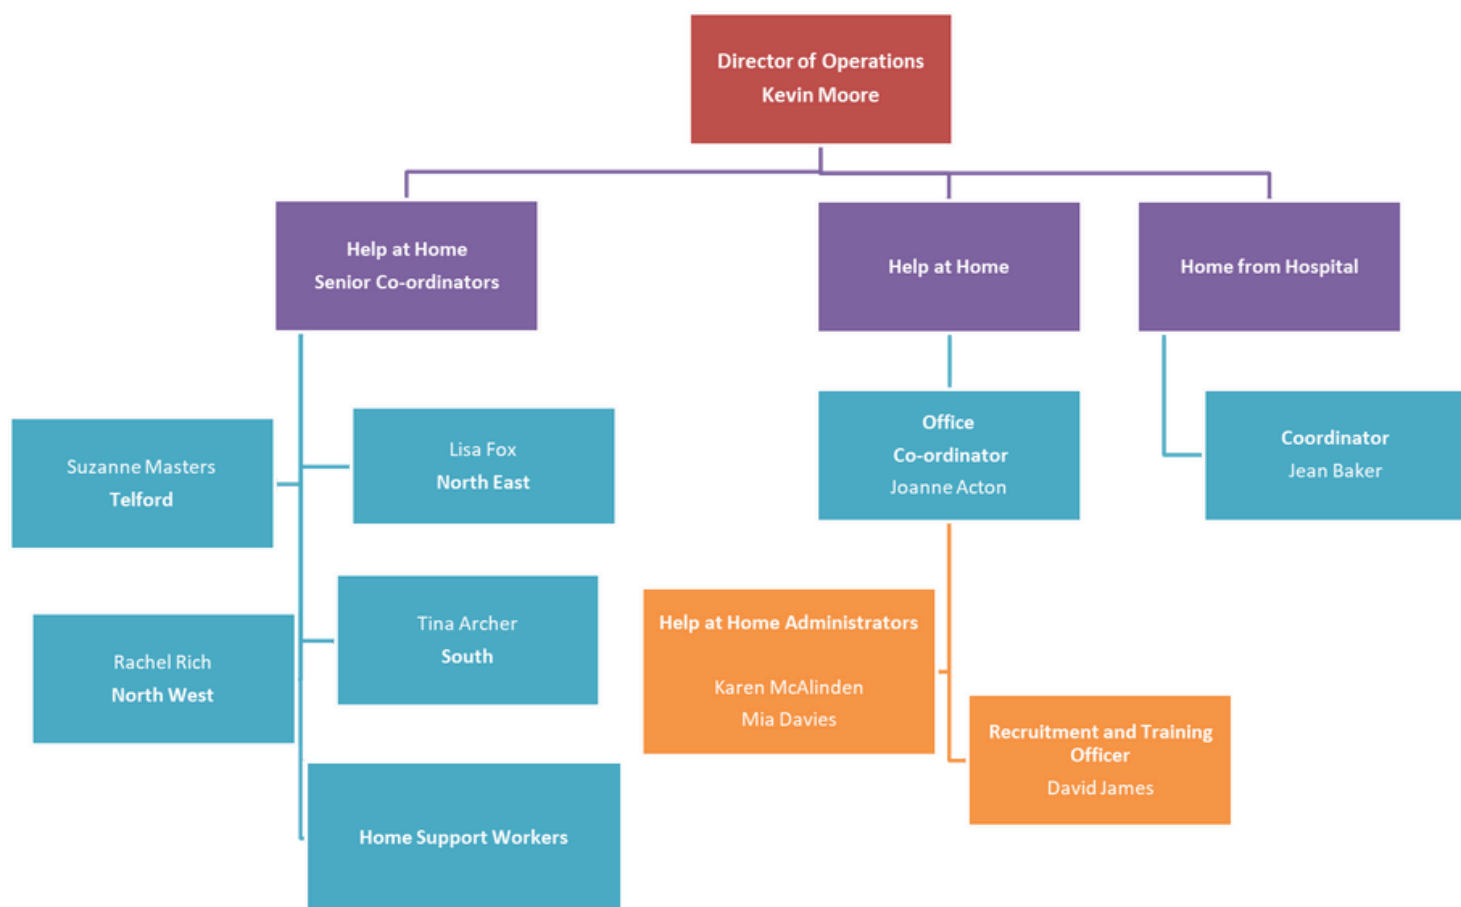 Director of Operations
Kevin Moore
Help at Home
Senior Co-ordinators
Help at Home
Home from Hospital
Suzanne Masters
Telford
Lisa Fox
North East
Rachel Rich
North West
Tina Archer
South
Home Support Workers
Office
Co-ordinator
Joanne Acton
Help at Home Administrators
Karen McAlinden
Mia Davies
Recruitment and Training
Officer
David James
Coordinator
Jean Baker